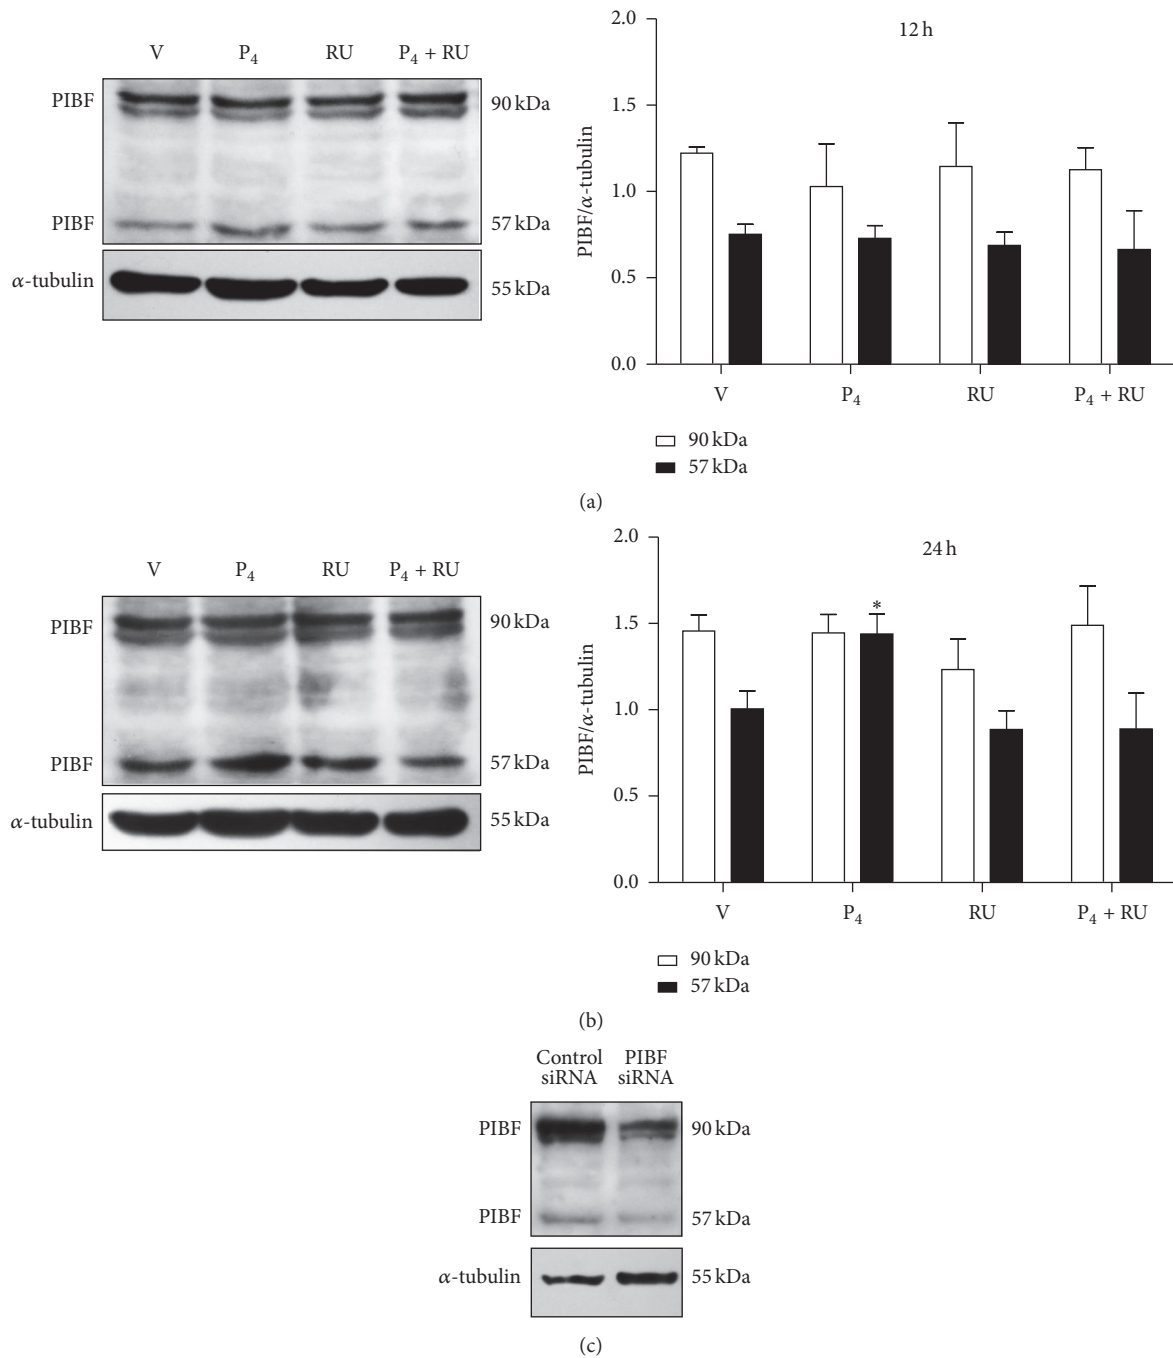 V P₄ RU P₄ + RU
PIBF 90 kDa
PIBF 57 kDa
α-tubulin 55 kDa
12 h
PIBF/α-tubulin
2.0
1.5
1.0
0.5
0.0
V P₄ RU P₄ + RU
90 kDa
57 kDa
(a)
V P₄ RU P₄ + RU
PIBF 90 kDa
PIBF 57 kDa
α-tubulin 55 kDa
24 h
PIBF/α-tubulin
2.0
1.5
1.0
0.5
0.0
*
V P₄ RU P₄ + RU
90 kDa
57 kDa
(b)
Control PIBF
siRNA siRNA
PIBF 90 kDa
PIBF 57 kDa
α-tubulin 55 kDa
(c)